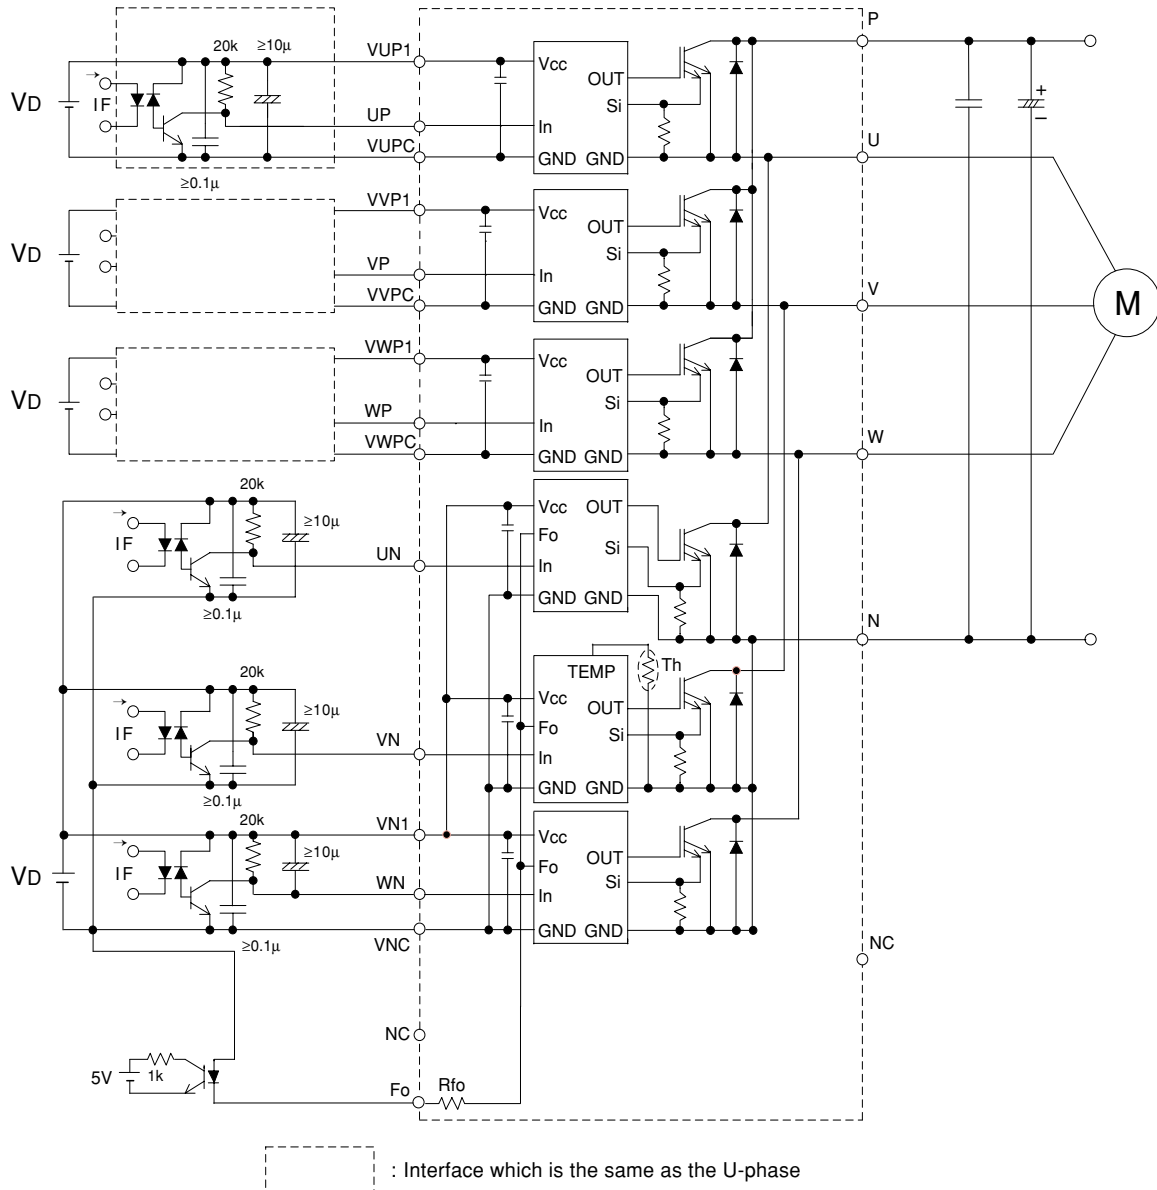 P
20k
≥10μ
VUP1
Vcc
OUT
IF
VD
Si
+
–
UP
In
U
VUPC
GND GND
≥0.1μ
VVP1
Vcc
OUT
VD
Si
VP
In
V
VVPC
GND GND
M
VWP1
Vcc
OUT
VD
Si
WP
In
W
VWPC
GND GND
20k
≥10μ
Vcc OUT
IF
Fo
Si
UN
In
GND GND
≥0.1μ
N
TEMP
Th
20k
≥10μ
Vcc
OUT
IF
Fo
Si
VN
In
GND GND
≥0.1μ
20k
VN1
Vcc
≥10μ
OUT
IF
Fo
VD
Si
WN
In
GND GND
≥0.1μ
VNC
NC
NC
5V
1k
Fo
Rfo
: Interface which is the same as the U-phase